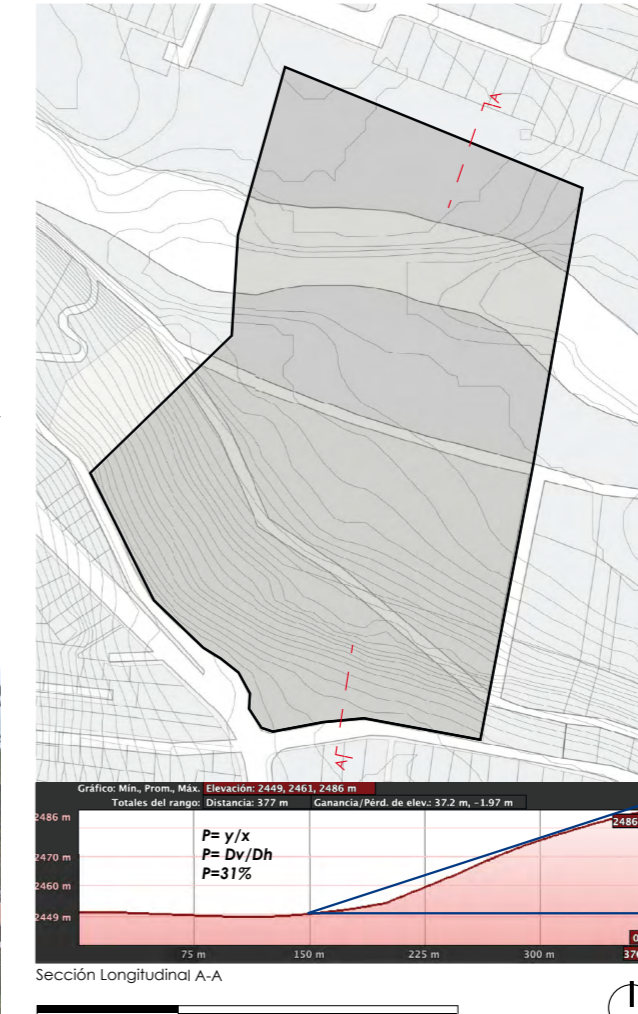 A
A
Gráfico: Mín., Prom., Máx. Elevación: 2449, 2461, 2486 m
Totales del rango: Distancia: 377 m Ganancia/Pérd. de elev.: 37.2 m, -1.97 m
2486 m
2470 m
2460 m
2449 m
P= y/x
P= Dv/Dh
P=31%
2486
75 m 150 m 225 m 300 m
Sección Longitudinal A-A